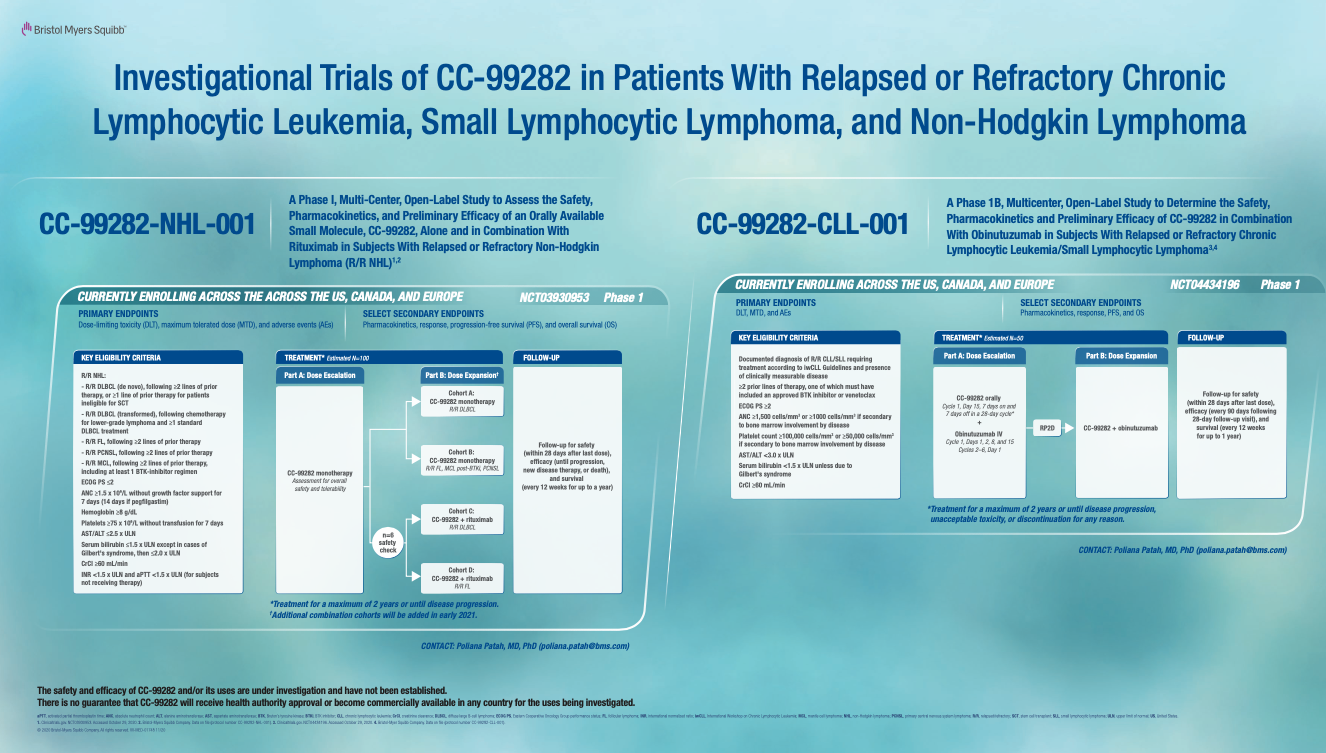 Bristol Myers Squibb™
Investigational Trials of CC-99282 in Patients With Relapsed or Refractory Chronic
Lymphocytic Leukemia, Small Lymphocytic Lymphoma, and Non-Hodgkin Lymphoma
CC-99282-NHL-001
A Phase I, Multi-Center, Open-Label Study to Assess the Safety,
Pharmacokinetics, and Preliminary Efficacy of an Orally Available
Small Molecule, CC-99282, Alone and in Combination With
Rituximab in Subjects With Relapsed or Refractory Non-Hodgkin
Lymphoma (R/R NHL)1,2
CURRENTLY ENROLLING ACROSS THE ACROSS THE US, CANADA, AND EUROPE NCT03930953 Phase 1
PRIMARY ENDPOINTS
Dose-limiting toxicity (DLT), maximum tolerated dose (MTD), and adverse events (AEs)
SELECT SECONDARY ENDPOINTS
Pharmacokinetics, response, progression-free survival (PFS), and overall survival (OS)
KEY ELIGIBILITY CRITERIA
R/R NHL:
- R/R DLBCL (de novo), following ≥2 lines of prior
therapy, or ≥1 line of prior therapy for patients
ineligible for SCT
- R/R DLBCL (transformed), following chemotherapy
for lower-grade lymphoma and ≥1 standard
DLBCL treatment
- R/R FL, following ≥2 lines of prior therapy
- R/R PCNSL, following ≥2 lines of prior therapy
- R/R MCL, following ≥2 lines of prior therapy,
including at least 1 BTK-inhibitor regimen
ECOG PS ≤2
ANC ≥1.5 x 10⁹/L without growth factor support for
7 days (14 days if pegfilgastim)
Hemoglobin ≥8 g/dL
Platelets ≥75 x 10⁹/L without transfusion for 7 days
AST/ALT ≤2.5 x ULN
Serum bilirubin ≤1.5 x ULN except in cases of
Gilbert's syndrome, then ≤2.0 x ULN
CrCl ≥60 mL/min
INR <1.5 x ULN and aPTT <1.5 x ULN (for subjects
not receiving therapy)
TREATMENT* Estimated N=100
Part A: Dose Escalation
CC-99282 monotherapy
Assessment for overall
safety and tolerability
n=6
safety
check
Part B: Dose Expansion†
Cohort A:
CC-99282 monotherapy
R/R DLBCL
Cohort B:
CC-99282 monotherapy
R/R FL, MCL post-BTKi, PCNSL
Cohort C:
CC-99282 + rituximab
R/R DLBCL
Cohort D:
CC-99282 + rituximab
R/R FL
FOLLOW-UP
Follow-up for safety
(within 28 days after last dose),
efficacy (until progression,
new disease therapy, or death),
and survival
(every 12 weeks for up to a year)
*Treatment for a maximum of 2 years or until disease progression.
†Additional combination cohorts will be added in early 2021.
CONTACT: Poliana Patah, MD, PhD (poliana.patah@bms.com)
CC-99282-CLL-001
A Phase 1B, Multicenter, Open-Label Study to Determine the Safety,
Pharmacokinetics and Preliminary Efficacy of CC-99282 in Combination
With Obinutuzumab in Subjects With Relapsed or Refractory Chronic
Lymphocytic Leukemia/Small Lymphocytic Lymphoma3,4
CURRENTLY ENROLLING ACROSS THE US, CANADA, AND EUROPE NCT04434196 Phase 1
PRIMARY ENDPOINTS
DLT, MTD, and AEs
SELECT SECONDARY ENDPOINTS
Pharmacokinetics, response, PFS, and OS
KEY ELIGIBILITY CRITERIA
Documented diagnosis of R/R CLL/SLL requiring
treatment according to iwCLL Guidelines and presence
of clinically measurable disease
≥2 prior lines of therapy, one of which must have
included an approved BTK inhibitor or venetoclax
ECOG PS ≥2
ANC ≥1,500 cells/mm³ or ≥1000 cells/mm³ if secondary
to bone marrow involvement by disease
Platelet count ≥100,000 cells/mm³ or ≥50,000 cells/mm³
if secondary to bone marrow involvement by disease
AST/ALT <3.0 x ULN
Serum bilirubin <1.5 x ULN unless due to
Gilbert's syndrome
CrCl ≥60 mL/min
TREATMENT* Estimated N=50
Part A: Dose Escalation
CC-99282 orally
Cycle 1, Day 15, 7 days on and
7 days off in a 28-day cycle*
+
Obinutuzumab IV
Cycle 1, Days 1, 2, 8, and 15
Cycles 2–6, Day 1
RP2D
Part B: Dose Expansion
CC-99282 + obinutuzumab
FOLLOW-UP
Follow-up for safety
(within 28 days after last dose),
efficacy (every 90 days following
28-day follow-up visit), and
survival (every 12 weeks
for up to 1 year)
*Treatment for a maximum of 2 years or until disease progression,
unacceptable toxicity, or discontinuation for any reason.
CONTACT: Poliana Patah, MD, PhD (poliana.patah@bms.com)
The safety and efficacy of CC-99282 and/or its uses are under investigation and have not been established.
There is no guarantee that CC-99282 will receive health authority approval or become commercially available in any country for the uses being investigated.